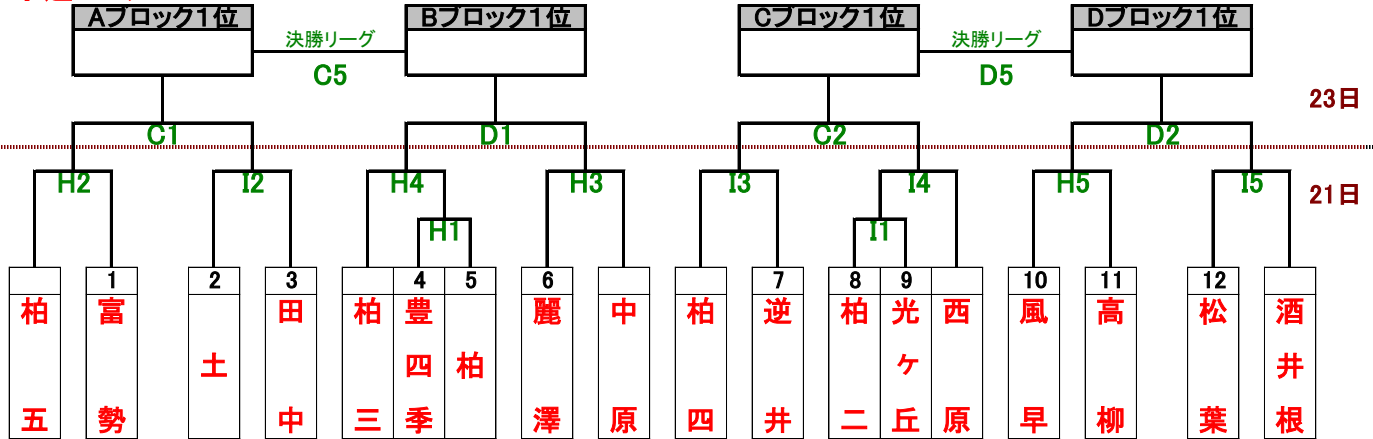 Aブロック1位 Bブロック1位 Cブロック1位 Dブロック1位
決勝リーグ 決勝リーグ
C5 D5
23日
C1 D1 C2 D2
H2 I2 H4 H3 I3 I4 H5 I5
21日
H1 I1
1 2 3 4 5 6 7 8 9 10 11 12
柏五
富勢
土
田中
柏三
豊四季
柏
麗澤
中原
柏四
逆井
柏二
光ケ丘
西原
風早
高柳
松葉
酒井根